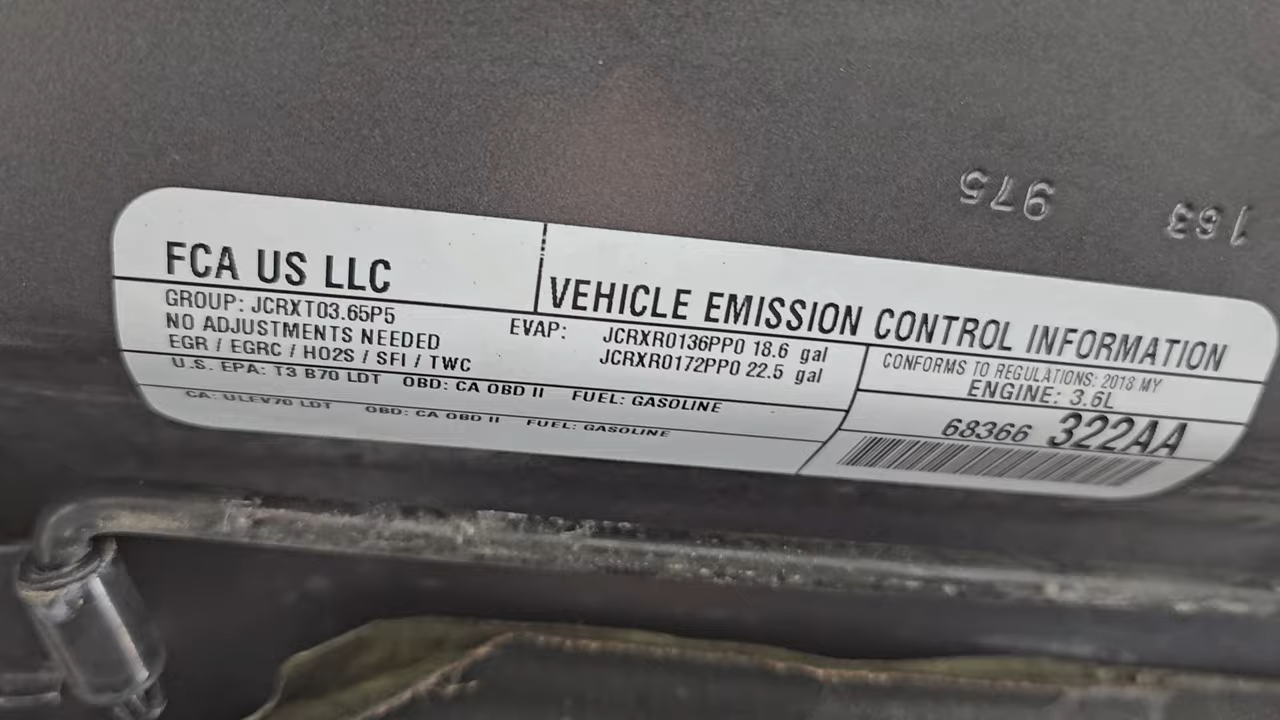 975
163
FCA US LLC
VEHICLE EMISSION CONTROL INFORMATION
GROUP: JCRXT03.65P5
NO ADJUSTMENTS NEEDED
EGR / EGRC / HO2S / SFI / TWC
EVAP: JCRXR0136PP0 18.6 gal
JCRXR0172PP0 22.5 gal
CONFORMS TO REGULATIONS: 2018 MY
ENGINE: 3.6L
U.S. EPA: T3 B70 LDT OBD: CA OBD II FUEL: GASOLINE
CA: ULEV70 LDT OBD: CA OBD II FUEL: GASOLINE
68366 322AA